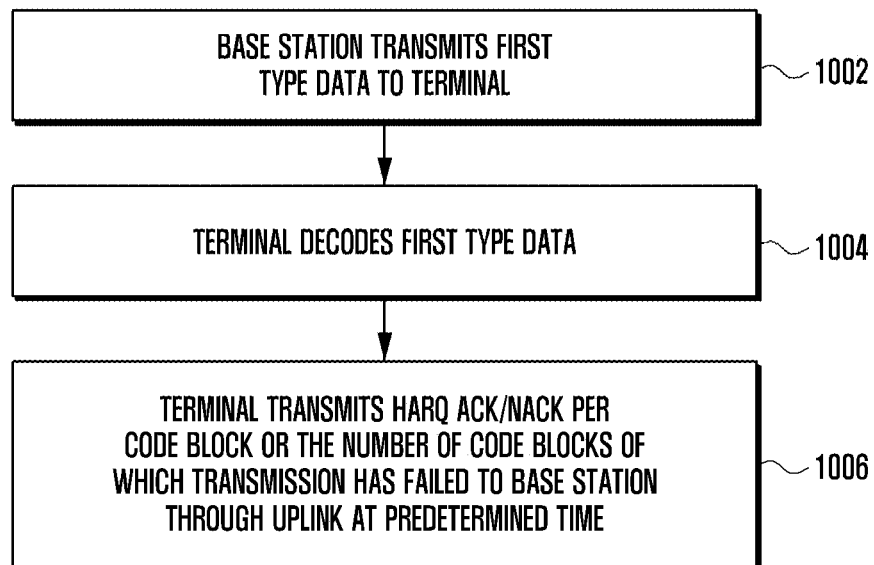 BASE STATION TRANSMITS FIRST
TYPE DATA TO TERMINAL
1002
TERMINAL DECODES FIRST TYPE DATA
1004
TERMINAL TRANSMITS HARQ ACK/NACK PER
CODE BLOCK OR THE NUMBER OF CODE BLOCKS OF
WHICH TRANSMISSION HAS FAILED TO BASE STATION
THROUGH UPLINK AT PREDETERMINED TIME
1006